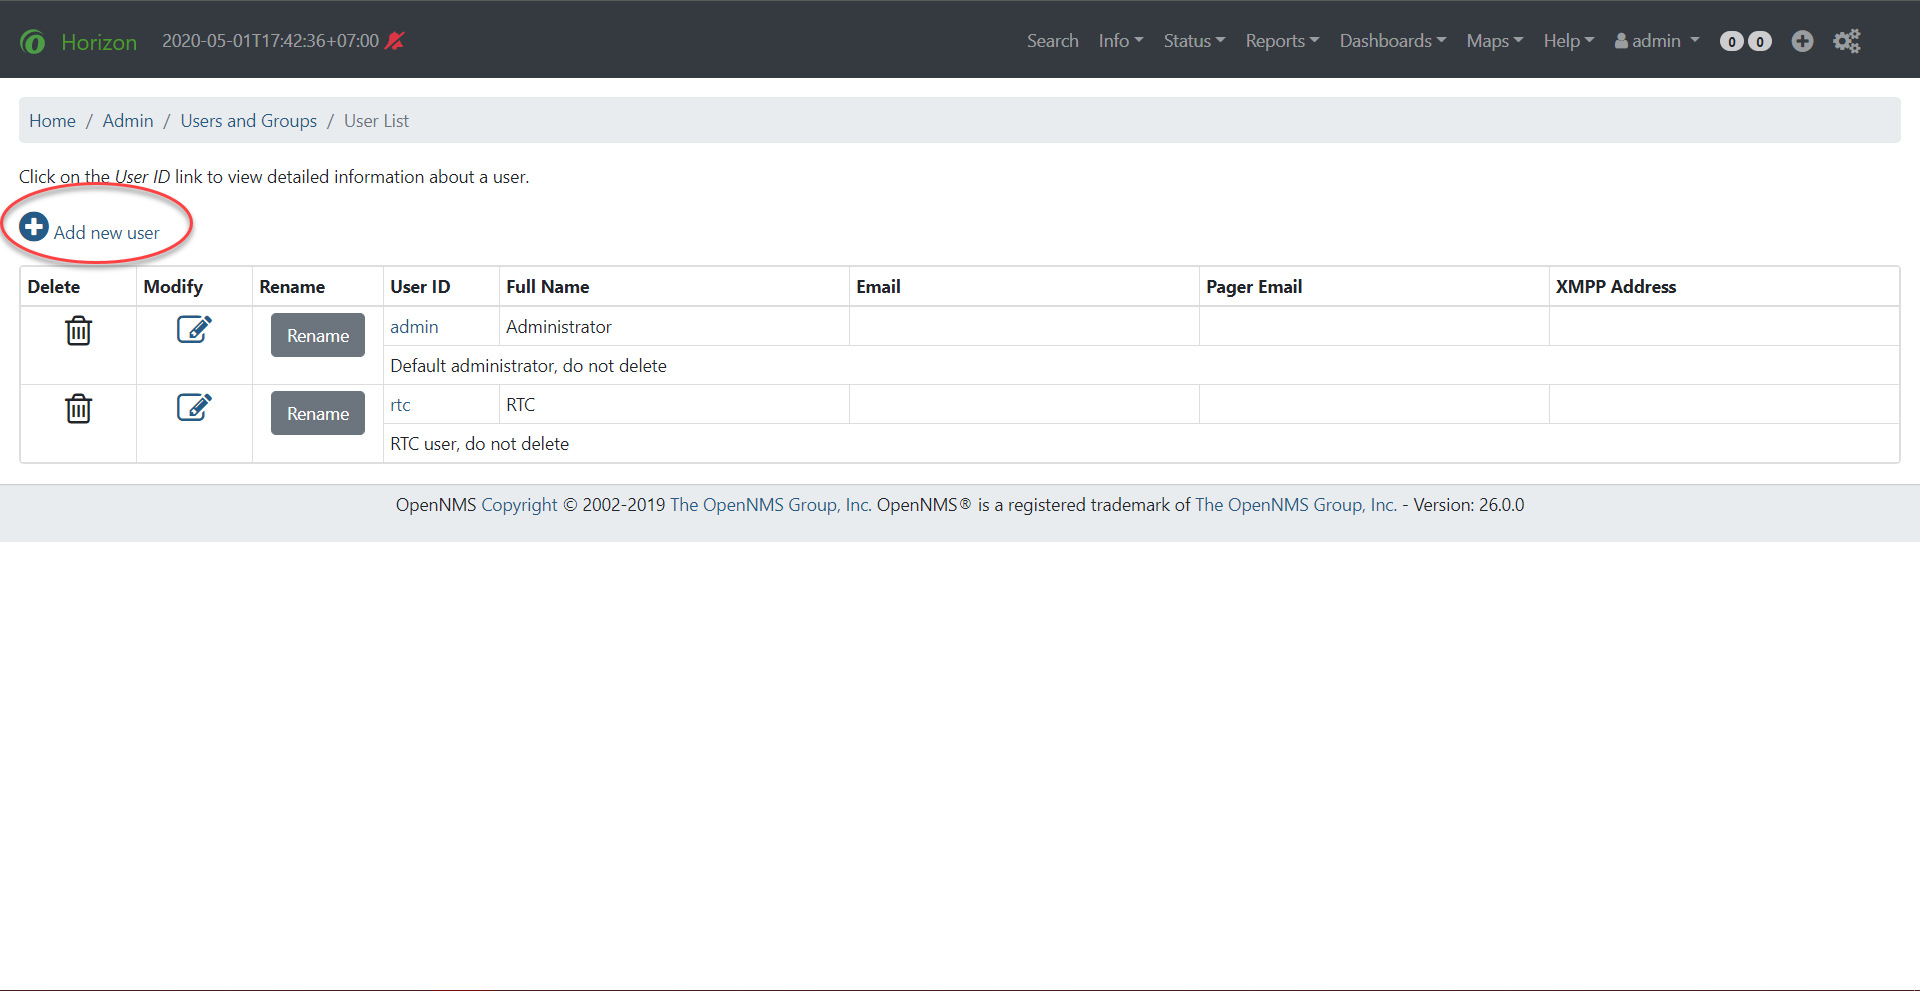 Horizon 2020-05-01T17:42:36+07:00 Search Info Status Reports Dashboards Maps Help admin 0 0
Home / Admin / Users and Groups / User List
Click on the User ID link to view detailed information about a user.
Add new user
Delete Modify Rename User ID Full Name Email Pager Email XMPP Address
Rename admin Administrator
Default administrator, do not delete
Rename rtc RTC
RTC user, do not delete
OpenNMS Copyright © 2002-2019 The OpenNMS Group, Inc. OpenNMS® is a registered trademark of The OpenNMS Group, Inc. - Version: 26.0.0